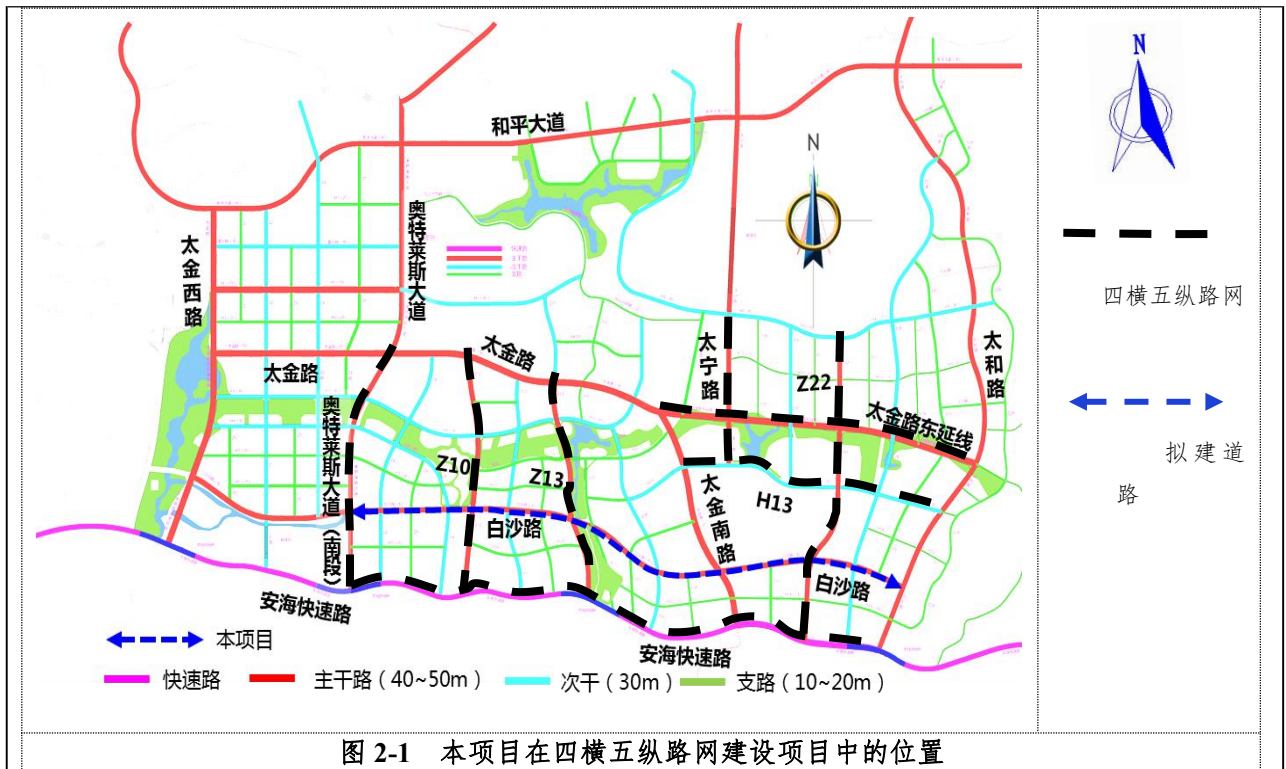 N
和平大道
N
太金西路
奥特莱斯大道
四横五纵路网
太金路
太金路
太宁路
Z22
太和路
太金路东延线
奥特莱斯大道（南段）
Z10
Z13
H13
太金南路
拟建道
路
白沙路
白沙路
安海快速路
安海快速路
本项目
快速路
主干路（40~50m）
次干（30m）
支路（10~20m）
图 2-1 本项目在四横五纵路网建设项目中的位置